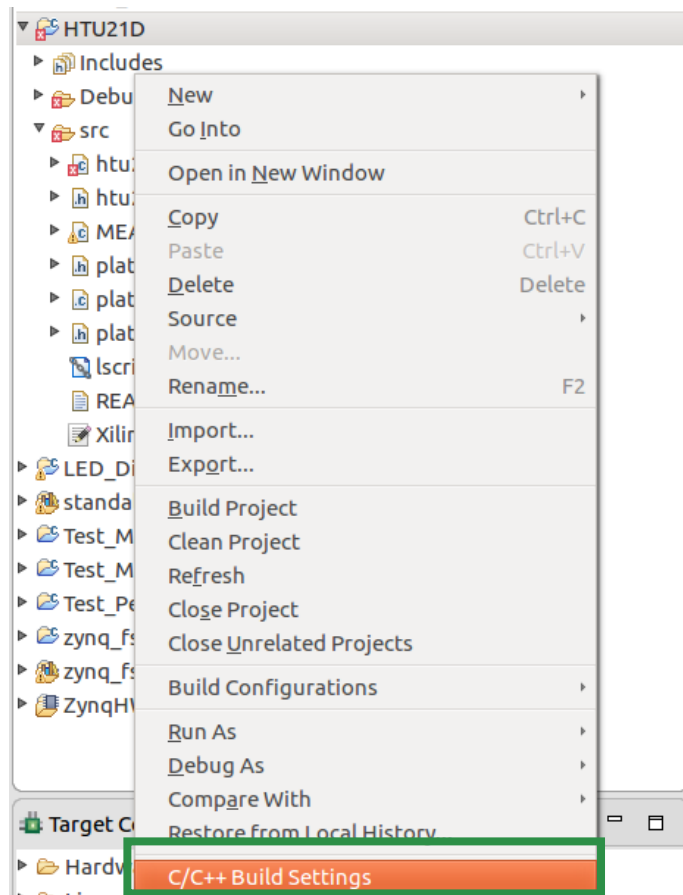 HTU21D
Includes
Debu
src
htu
htu
MEA
plat
plat
plat
lscri
REA
Xilin
LED_Di
standa
Test_M
Test_M
Test_Pe
zynq_fs
zynq_fs
ZynqHW
New
Go Into
Open in New Window
Copy Ctrl+C
Paste Ctrl+V
Delete Delete
Source
Move...
Rename... F2
Import...
Export...
Build Project
Clean Project
Refresh
Close Project
Close Unrelated Projects
Build Configurations
Run As
Debug As
Compare With
Restore from Local History...
C/C++ Build Settings
Target C
Hardw